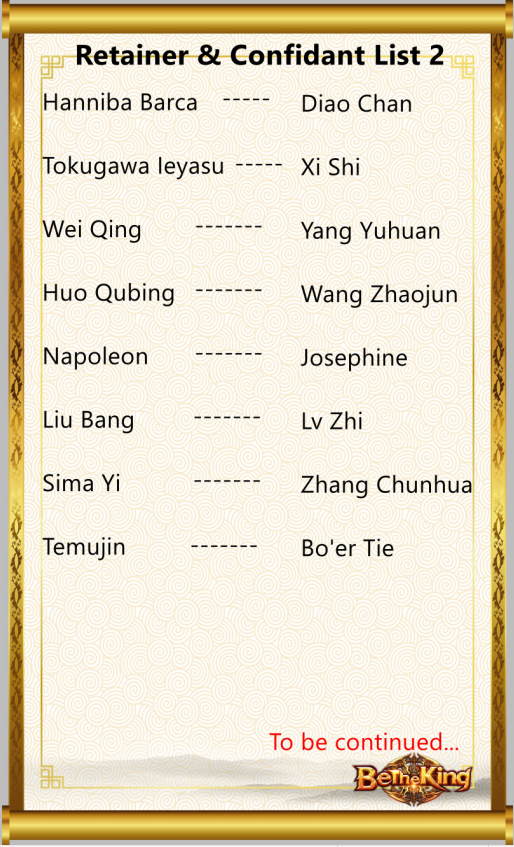 Retainer & Confidant List 2
Hanniba Barca ----- Diao Chan
Tokugawa Ieyasu ----- Xi Shi
Wei Qing ------- Yang Yuhuan
Huo Qubing ------- Wang Zhaojun
Napoleon ------- Josephine
Liu Bang ------- Lv Zhi
Sima Yi ------- Zhang Chunhua
Temujin ------- Bo'er Tie
To be continued...
BeTheKing